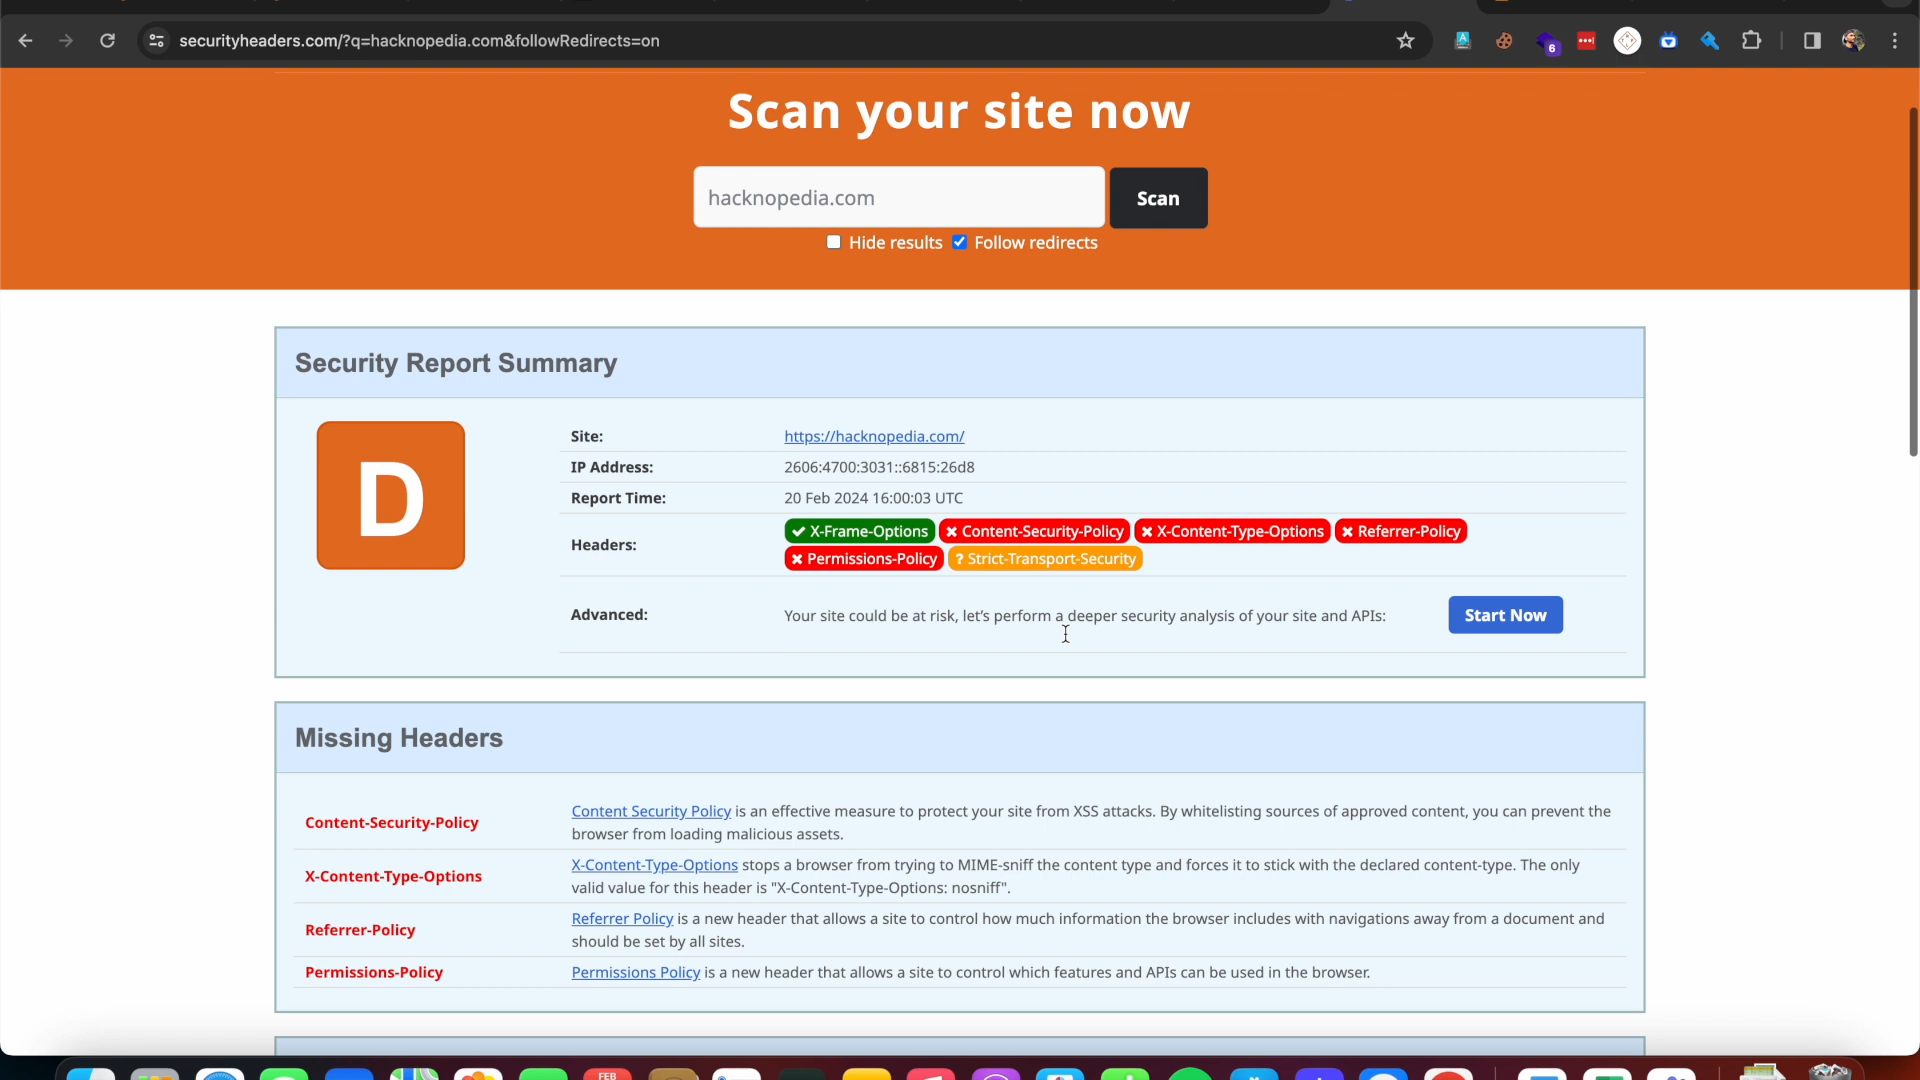 securityheaders.com/?q=hacknopedia.com&followRedirects=on
6
Scan your site now
hacknopedia.com
Scan
Hide results
Follow redirects
Security Report Summary
D
Site:
https://hacknopedia.com/
IP Address:
2606:4700:3031::6815:26d8
Report Time:
20 Feb 2024 16:00:03 UTC
Headers:
X-Frame-Options
Content-Security-Policy
X-Content-Type-Options
Referrer-Policy
Permissions-Policy
? Strict-Transport-Security
Advanced:
Your site could be at risk, let's perform a deeper security analysis of your site and APIs:
Start Now
Missing Headers
Content-Security-Policy
Content Security Policy is an effective measure to protect your site from XSS attacks. By whitelisting sources of approved content, you can prevent the
browser from loading malicious assets.
X-Content-Type-Options
X-Content-Type-Options stops a browser from trying to MIME-sniff the content type and forces it to stick with the declared content-type. The only
valid value for this header is "X-Content-Type-Options: nosniff".
Referrer-Policy
Referrer Policy is a new header that allows a site to control how much information the browser includes with navigations away from a document and
should be set by all sites.
Permissions-Policy
Permissions Policy is a new header that allows a site to control which features and APIs can be used in the browser.
FEB